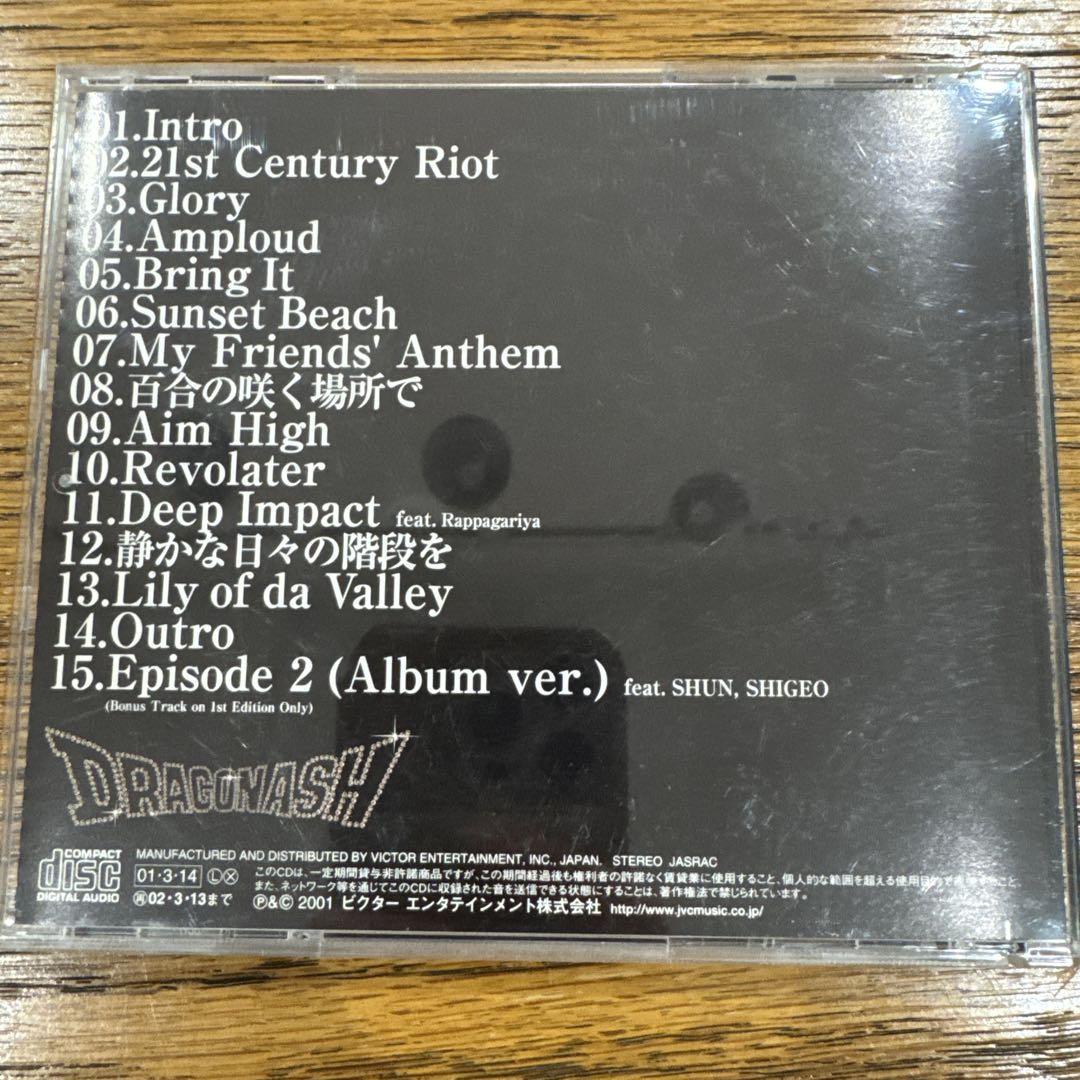 01.Intro
02.21st Century Riot
03.Glory
04.Amploud
05.Bring It
06.Sunset Beach
07.My Friends' Anthem
08.百合の咲く場所で
09.Aim High
10.Revolater
11.Deep Impact feat. Rappagariya
12.静かな日々の階段を
13.Lily of da Valley
14.Outro
15.Episode 2 (Album ver.) feat. SHUN, SHIGEO
(Bonus Track on 1st Edition Only)
DRAGONASH
COMPACT
disc
DIGITAL AUDIO
MANUFACTURED AND DISTRIBUTED BY VICTOR ENTERTAINMENT, INC., JAPAN. STEREO JASRAC
01・3・14 Ⓛ Ⓧ
このCDは、一定期間貸与非許諾商品ですが、この期間経過後も権利者の許諾なく賃貸業に使用すること、個人的な範囲を超える使用目的で複製すること、
また、ネットワーク等を通じてこのCDに収録された音を送信できる状態にすることは、著作権法で禁じられています。
㊢02・3・13まで
℗&© 2001 ビクター エンタテインメント株式会社 http://www.jvcmusic.co.jp/